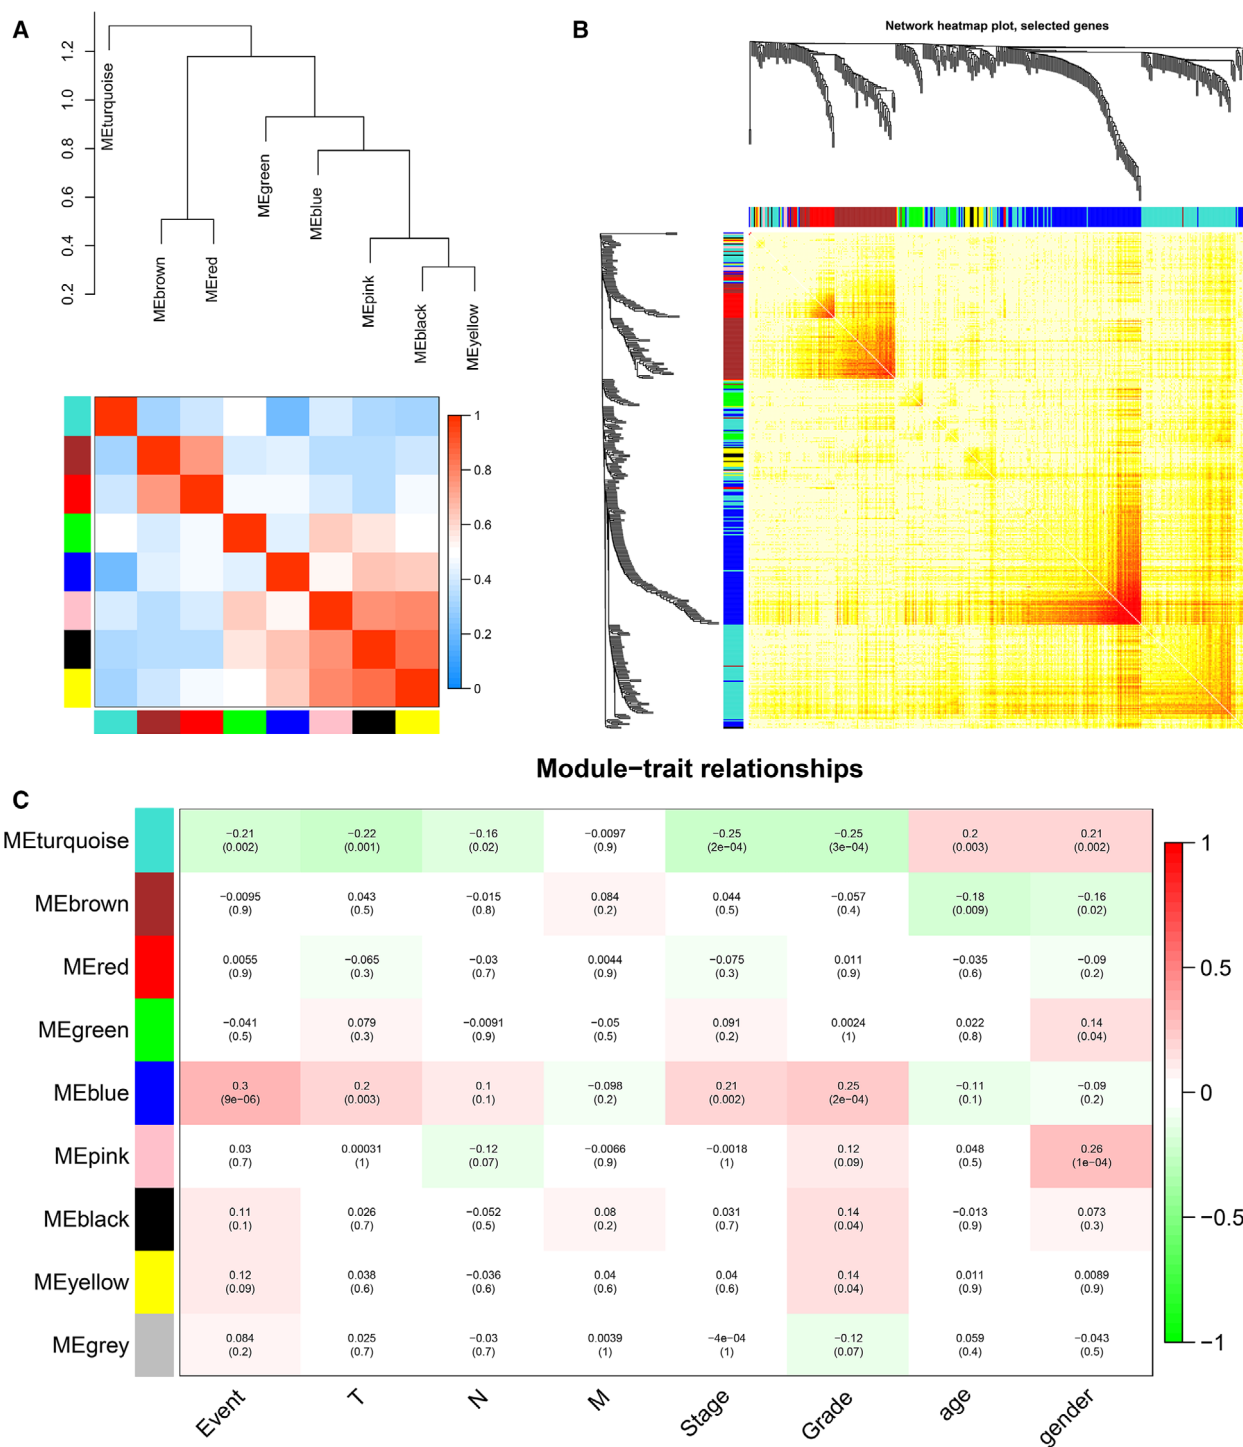 A
1.2
1.0
0.8
0.6
0.4
0.2
MEturquoise
MEbrown
MEred
MEgreen
MEblue
MEpink
MEblack
MEyellow
1
0.8
0.6
0.4
0.2
0
B
Network heatmap plot, selected genes
Module−trait relationships
C
MEturquoise
−0.21 −0.22 −0.16 −0.0097 −0.25 −0.25 0.2 0.21
(0.002) (0.001) (0.02) (0.9) (2e−04) (3e−04) (0.003) (0.002)
MEbrown
−0.0095 0.043 −0.015 0.084 0.044 −0.057 −0.18 −0.16
(0.9) (0.5) (0.8) (0.2) (0.5) (0.4) (0.009) (0.02)
MEred
0.0055 −0.065 −0.03 0.0044 −0.075 0.011 −0.035 −0.09
(0.9) (0.3) (0.7) (0.9) (0.3) (0.9) (0.6) (0.2)
MEgreen
−0.041 0.079 −0.0091 −0.05 0.091 0.0024 0.022 0.14
(0.5) (0.3) (0.9) (0.5) (0.2) (1) (0.8) (0.04)
MEblue
0.3 0.2 0.1 −0.098 0.21 0.25 −0.11 −0.09
(9e−06) (0.003) (0.1) (0.2) (0.002) (2e−04) (0.1) (0.2)
MEpink
0.03 0.00031 −0.12 −0.0066 −0.0018 0.12 0.048 0.26
(0.7) (1) (0.07) (0.9) (1) (0.09) (0.5) (1e−04)
MEblack
0.11 0.026 −0.052 0.08 0.031 0.14 −0.013 0.073
(0.1) (0.7) (0.5) (0.2) (0.7) (0.04) (0.9) (0.3)
MEyellow
0.12 0.038 −0.036 0.04 0.04 0.14 0.011 0.0089
(0.09) (0.6) (0.6) (0.6) (0.6) (0.04) (0.9) (0.9)
MEgrey
0.084 0.025 −0.03 0.0039 −4e−04 −0.12 0.059 −0.043
(0.2) (0.7) (0.7) (1) (1) (0.07) (0.4) (0.5)
Event T N M Stage Grade age gender
1
0.5
0
−0.5
−1